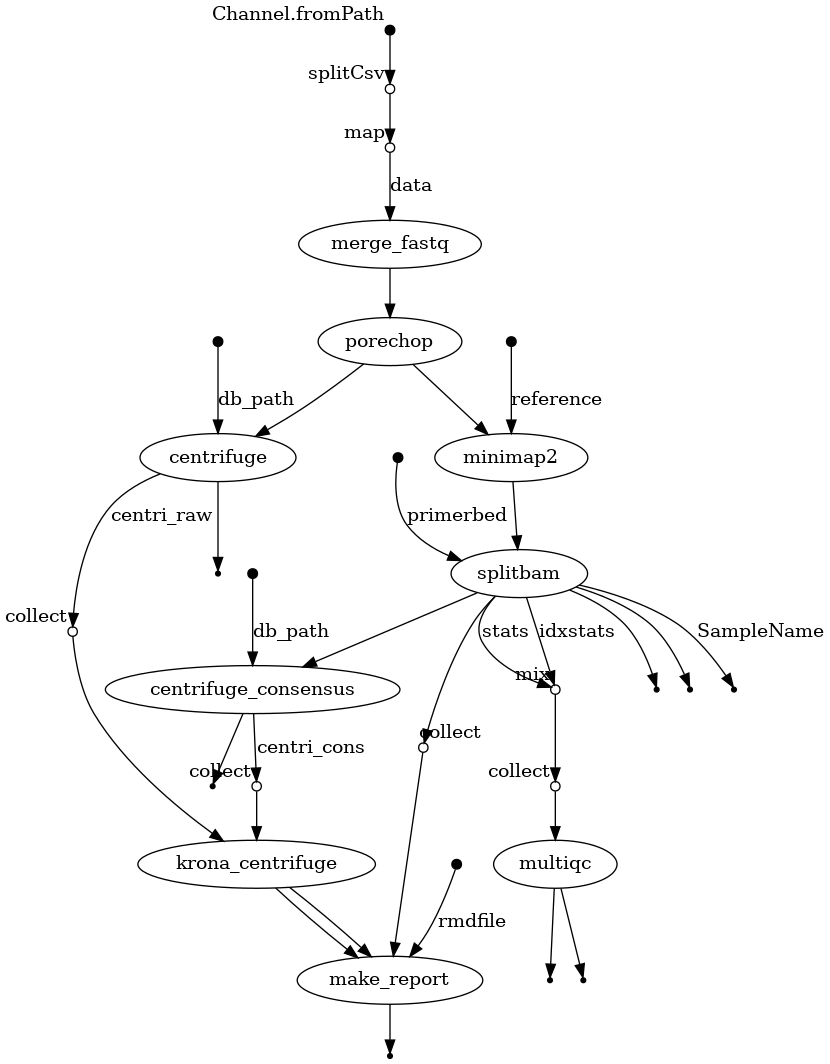 Channel.fromPath
splitCsv
map
data
merge_fastq
porechop
db_path
reference
centrifuge
minimap2
centri_raw
primerbed
splitbam
collect
db_path
stats
idxstats
SampleName
mix
centrifuge_consensus
collect
centri_cons
collect
collect
krona_centrifuge
multiqc
rmdfile
make_report